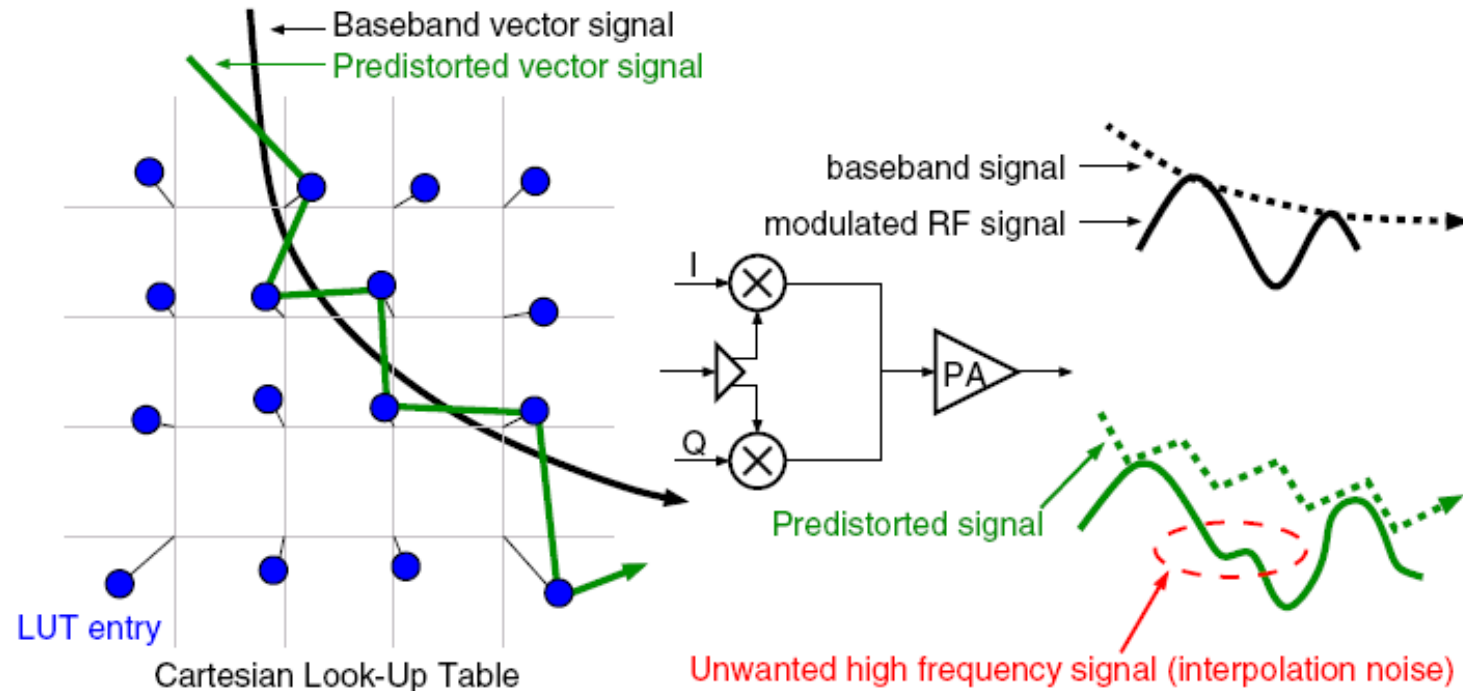 Baseband vector signal
Predistorted vector signal
baseband signal
modulated RF signal
I
PA
Q
Predistorted signal
LUT entry
Cartesian Look-Up Table
Unwanted high frequency signal (interpolation noise)